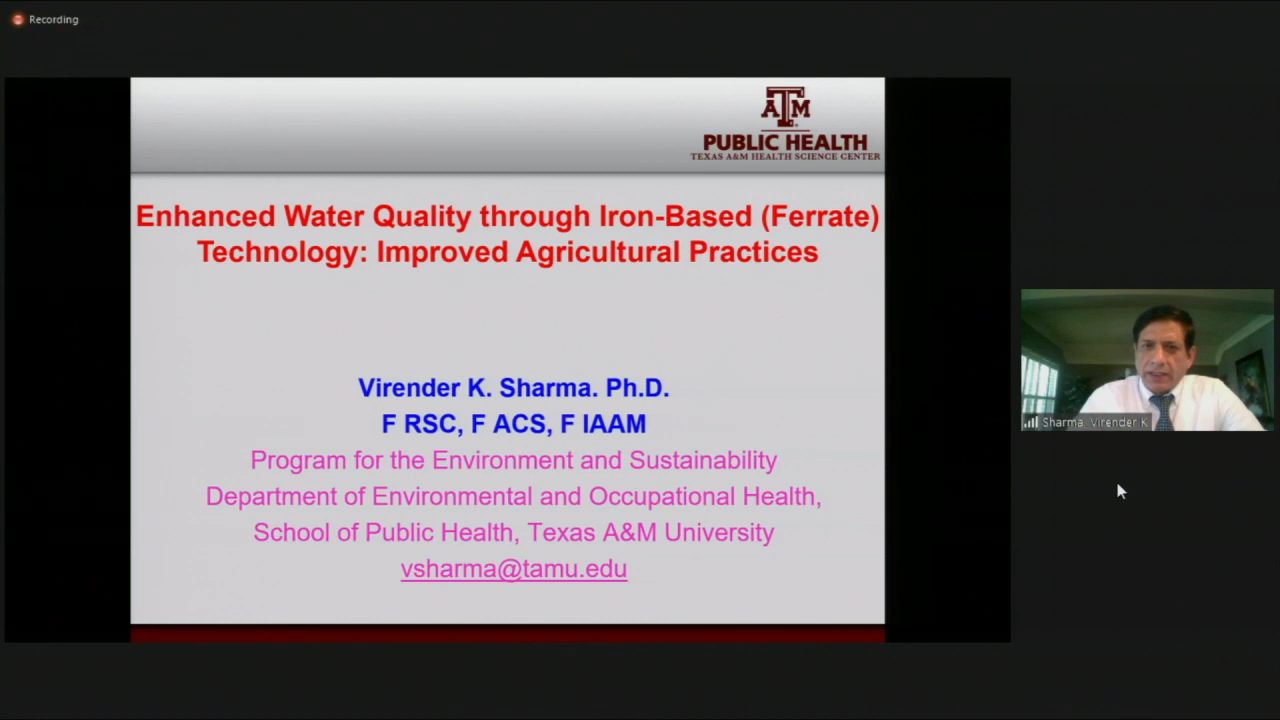 Recording
ATM
PUBLIC HEALTH
TEXAS A&M HEALTH SCIENCE CENTER
Enhanced Water Quality through Iron-Based (Ferrate)
Technology: Improved Agricultural Practices
Virender K. Sharma. Ph.D.
F RSC, F ACS, F IAAM
Program for the Environment and Sustainability
Department of Environmental and Occupational Health,
School of Public Health, Texas A&M University
vsharma@tamu.edu
Sharma, Virender K